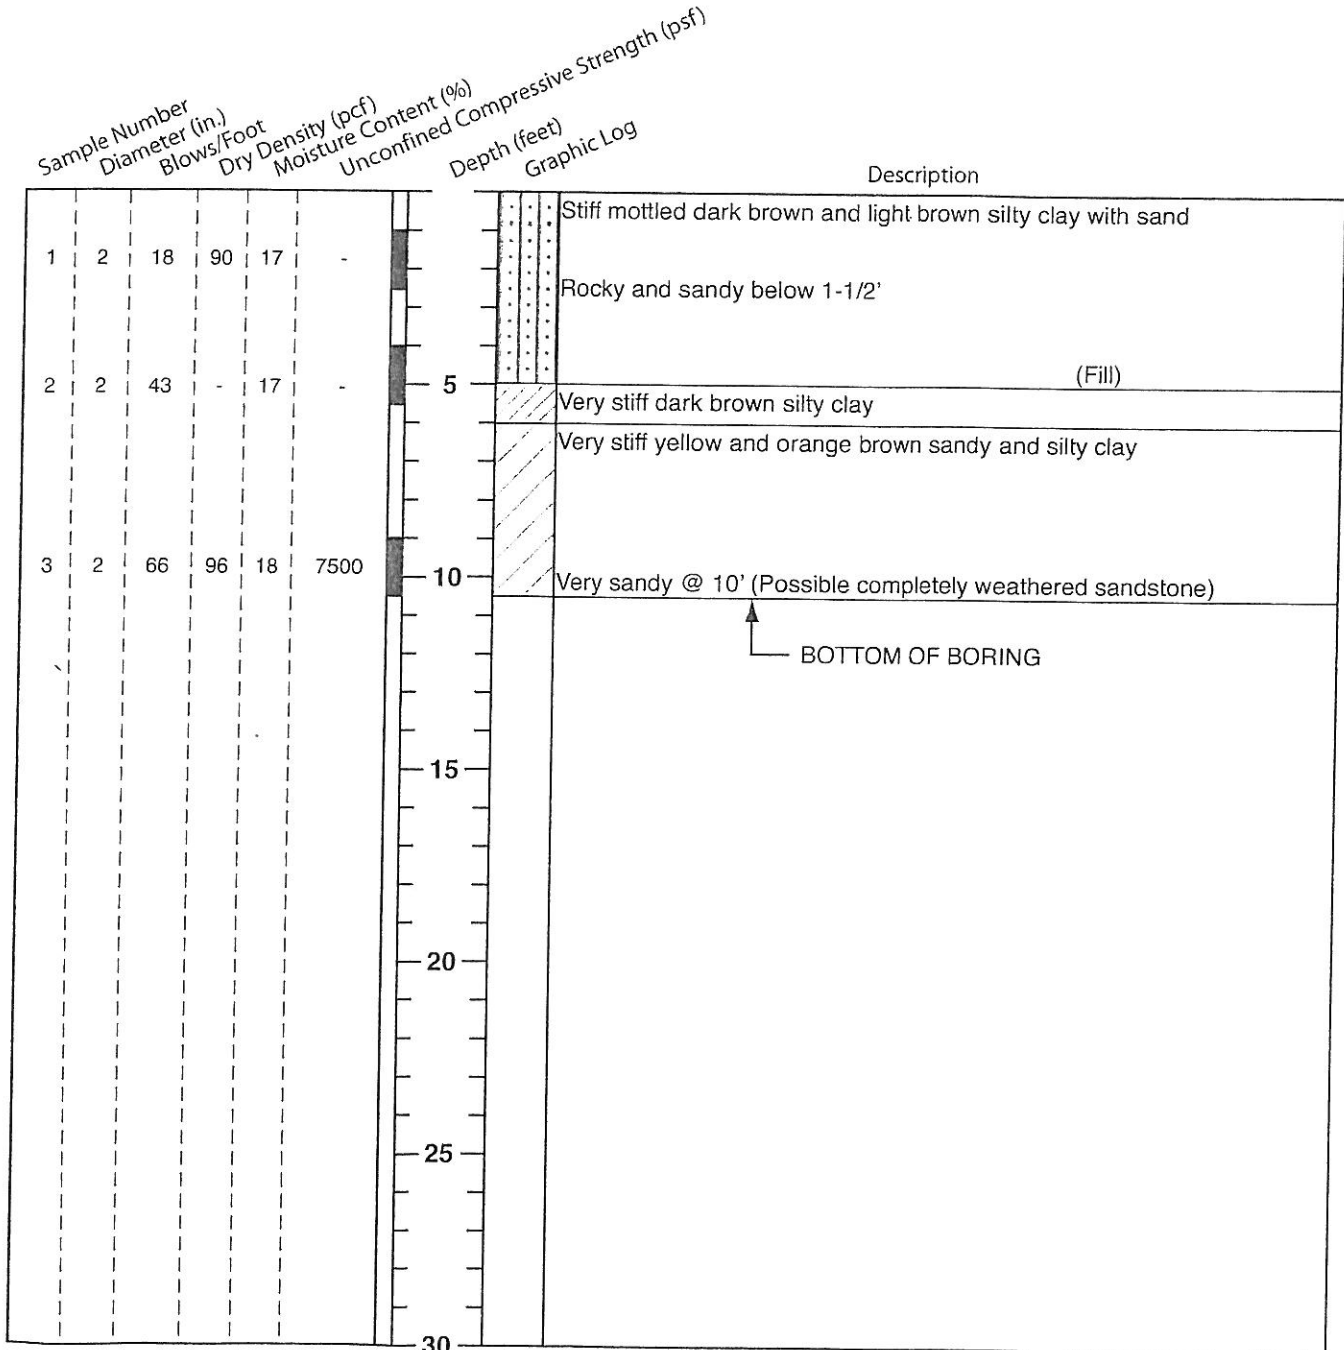 Sample Number
Diameter (in.)
Blows/Foot
Dry Density (pcf)
Moisture Content (%)
Unconfined Compressive Strength (psf)
Depth (feet)
Graphic Log
Description
Stiff mottled dark brown and light brown silty clay with sand
1 2 18 90 17 -
Rocky and sandy below 1-1/2'
(Fill)
2 2 43 - 17 - 5
Very stiff dark brown silty clay
Very stiff yellow and orange brown sandy and silty clay
3 2 66 96 18 7500 10
Very sandy @ 10' (Possible completely weathered sandstone)
BOTTOM OF BORING
15
20
25
30